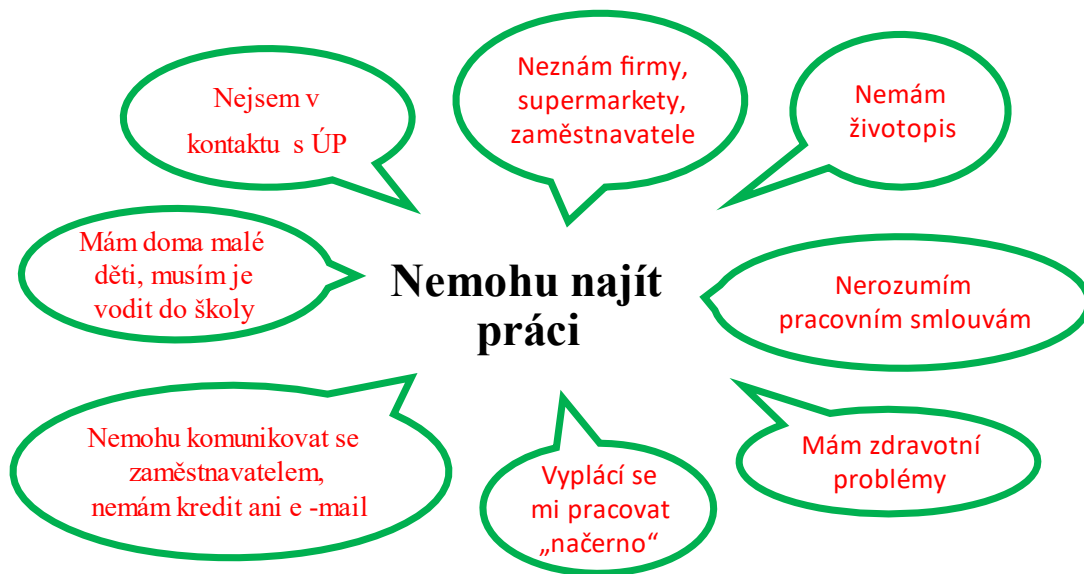 Nejsem v
kontaktu s ÚP
Neznám firmy,
supermarkety,
zaměstnavatele
Nemám
životopis
Mám doma malé
děti, musím je
vodit do školy
Nemohu najít
práci
Nerozumím
pracovním smlouvám
Nemohu komunikovat se
zaměstnavatelem,
nemám kredit ani e -mail
Vyplácí se
mi pracovat
„načerno“
Mám zdravotní
problémy